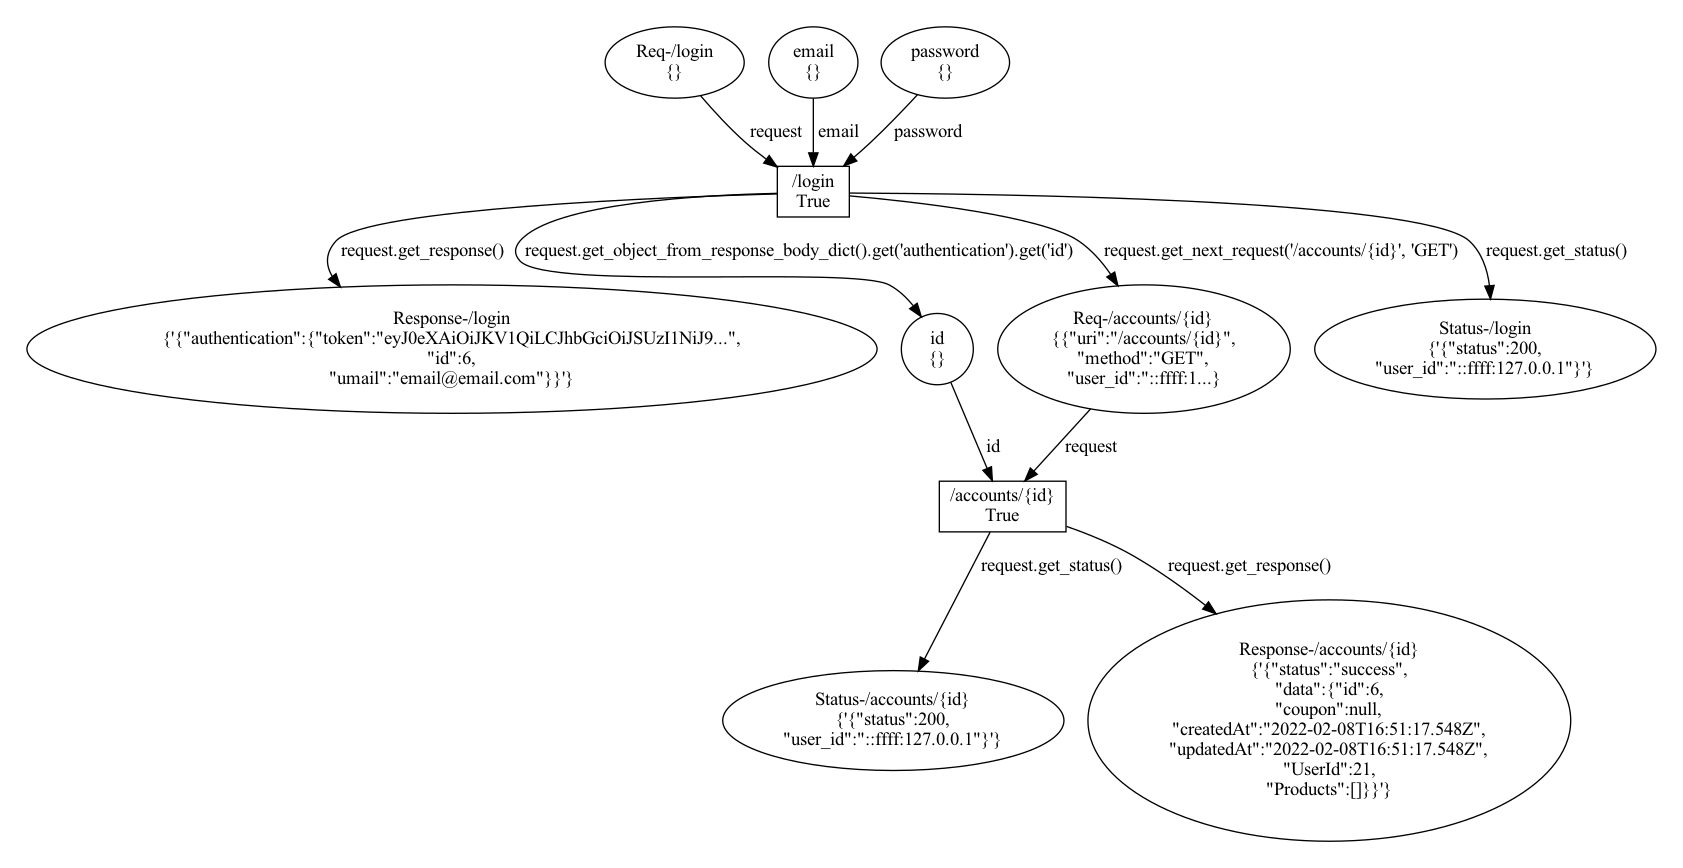 Req-/login
{}
email
{}
password
{}
request
email
password
/login
True
request.get_response()
request.get_object_from_response_body_dict().get('authentication').get('id')
request.get_next_request('/accounts/{id}', 'GET')
request.get_status()
Response-/login
{'{"authentication":{"token":"eyJ0eXAiOiJKV1QiLCJhbGciOiJSUzI1NiJ9...",
"id":6,
"umail":"email@email.com"}}'}
id
{}
Req-/accounts/{id}
{{"uri":"/accounts/{id}",
"method":"GET",
"user_id":"::ffff:1...}
Status-/login
{'{"status":200,
"user_id":"::ffff:127.0.0.1"}'}
id
request
/accounts/{id}
True
request.get_status()
request.get_response()
Status-/accounts/{id}
{'{"status":200,
"user_id":"::ffff:127.0.0.1"}'}
Response-/accounts/{id}
{'{"status":"success",
"data":{"id":6,
"coupon":null,
"createdAt":"2022-02-08T16:51:17.548Z",
"updatedAt":"2022-02-08T16:51:17.548Z",
"UserId":21,
"Products":[]}}'}